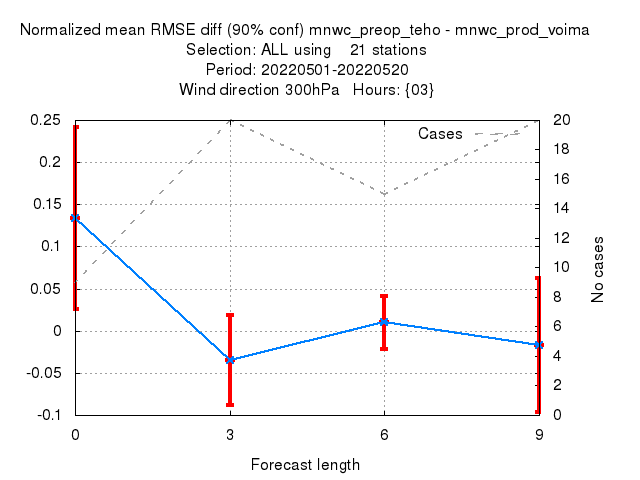 Normalized mean RMSE diff (90% conf) mnwc_preop_teho - mnwc_prod_voima
Selection: ALL using    21 stations
Period: 20220501-20220520
Wind direction 300hPa   Hours: {03}
Cases
0.25
0.2
0.15
0.1
0.05
0
-0.05
-0.1
20
18
16
14
12
10
8
6
4
2
0
No cases
0 3 6 9
Forecast length